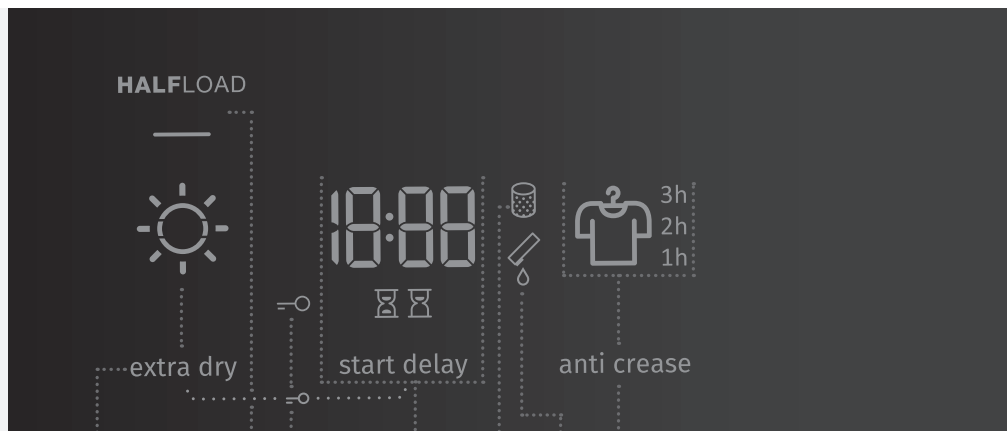 HALFLOAD
18:88
3h
2h
1h
extra dry
start delay
anti crease